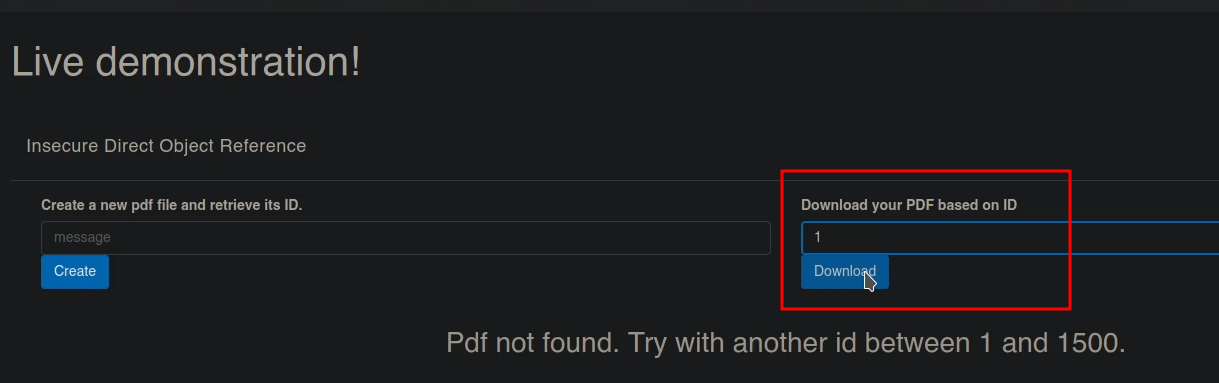 Live demonstration!
Insecure Direct Object Reference
Create a new pdf file and retrieve its ID.
message
Create
Download your PDF based on ID
1
Download
Pdf not found. Try with another id between 1 and 1500.